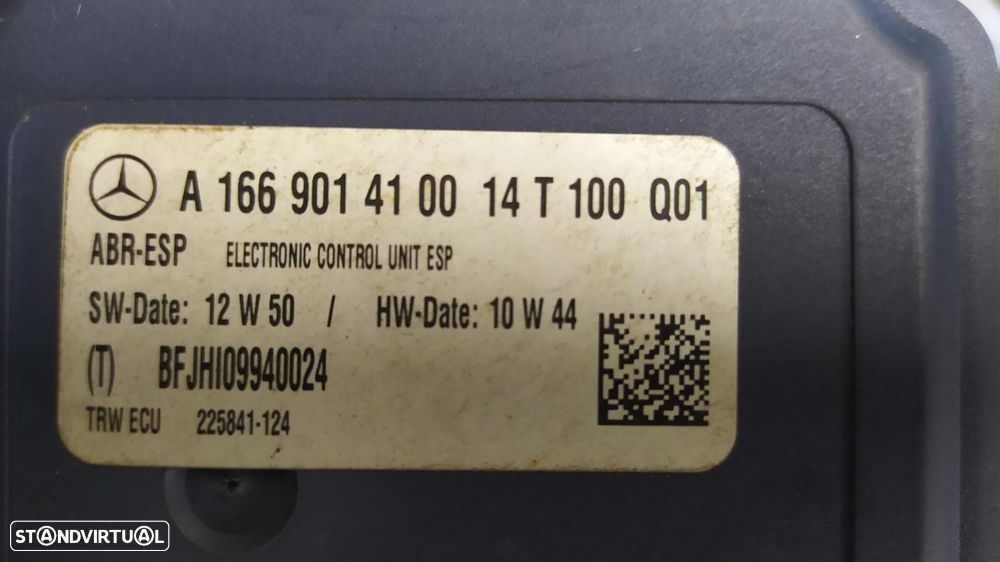 A 166 901 41 00 14 T 100 Q01
ABR-ESP ELECTRONIC CONTROL UNIT ESP
SW-Date: 12 W 50 / HW-Date: 10 W 44
(T) BFJHI09940024
TRW ECU 225841-124
STANDVIRTUAL